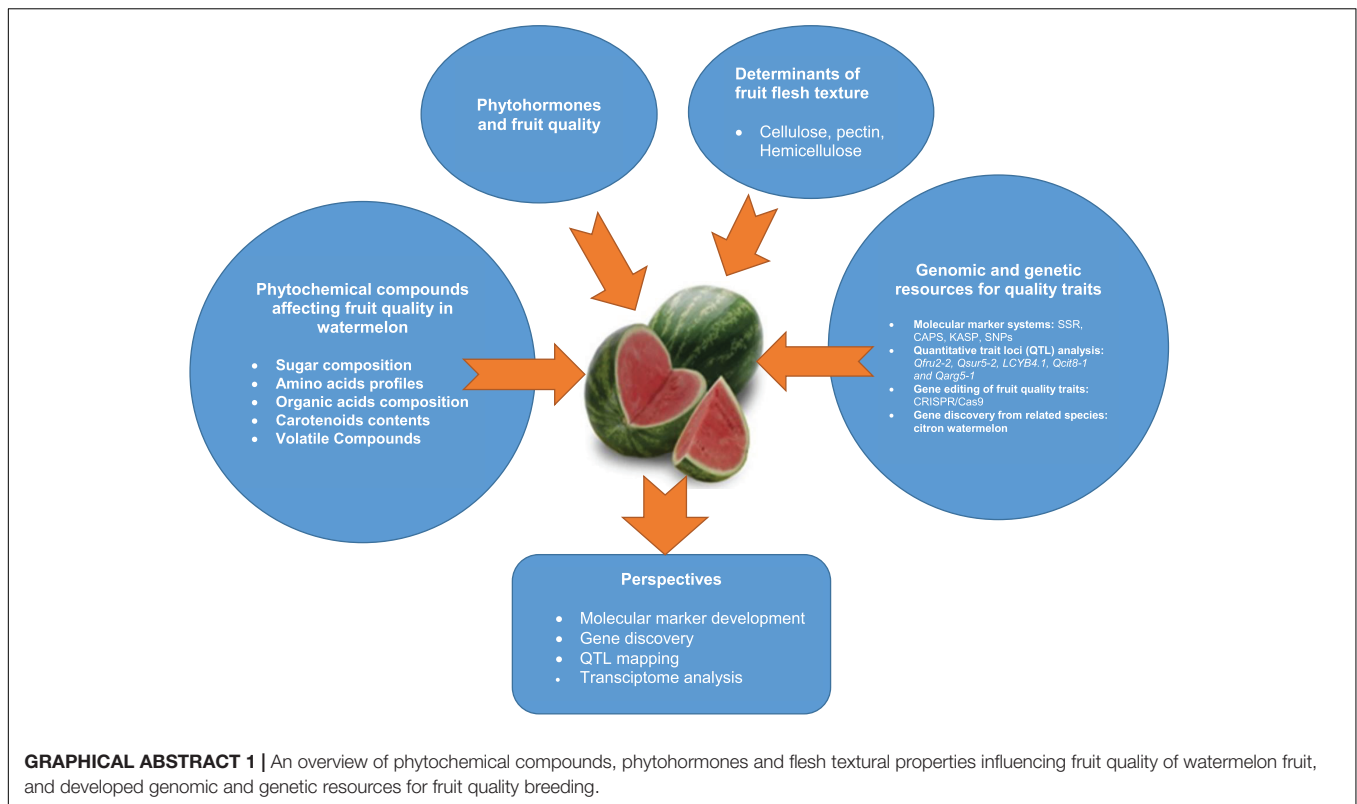 Phytohormones
and fruit quality
Determinants of
fruit flesh texture
• Cellulose, pectin,
Hemicellulose
Phytochemical compounds
affecting fruit quality in
watermelon
• Sugar composition
• Amino acids profiles
• Organic acids composition
• Carotenoids contents
• Volatile Compounds
Genomic and genetic
resources for quality traits
• Molecular marker systems: SSR,
CAPS, KASP, SNPs
• Quantitative trait loci (QTL) analysis:
Qfru2-2, Qsur5-2, LCYB4.1, Qcit8-1
and Qarg5-1
• Gene editing of fruit quality traits:
CRISPR/Cas9
• Gene discovery from related species:
citron watermelon
Perspectives
• Molecular marker development
• Gene discovery
• QTL mapping
• Transciptome analysis
GRAPHICAL ABSTRACT 1 | An overview of phytochemical compounds, phytohormones and flesh textural properties influencing fruit quality of watermelon fruit,
and developed genomic and genetic resources for fruit quality breeding.